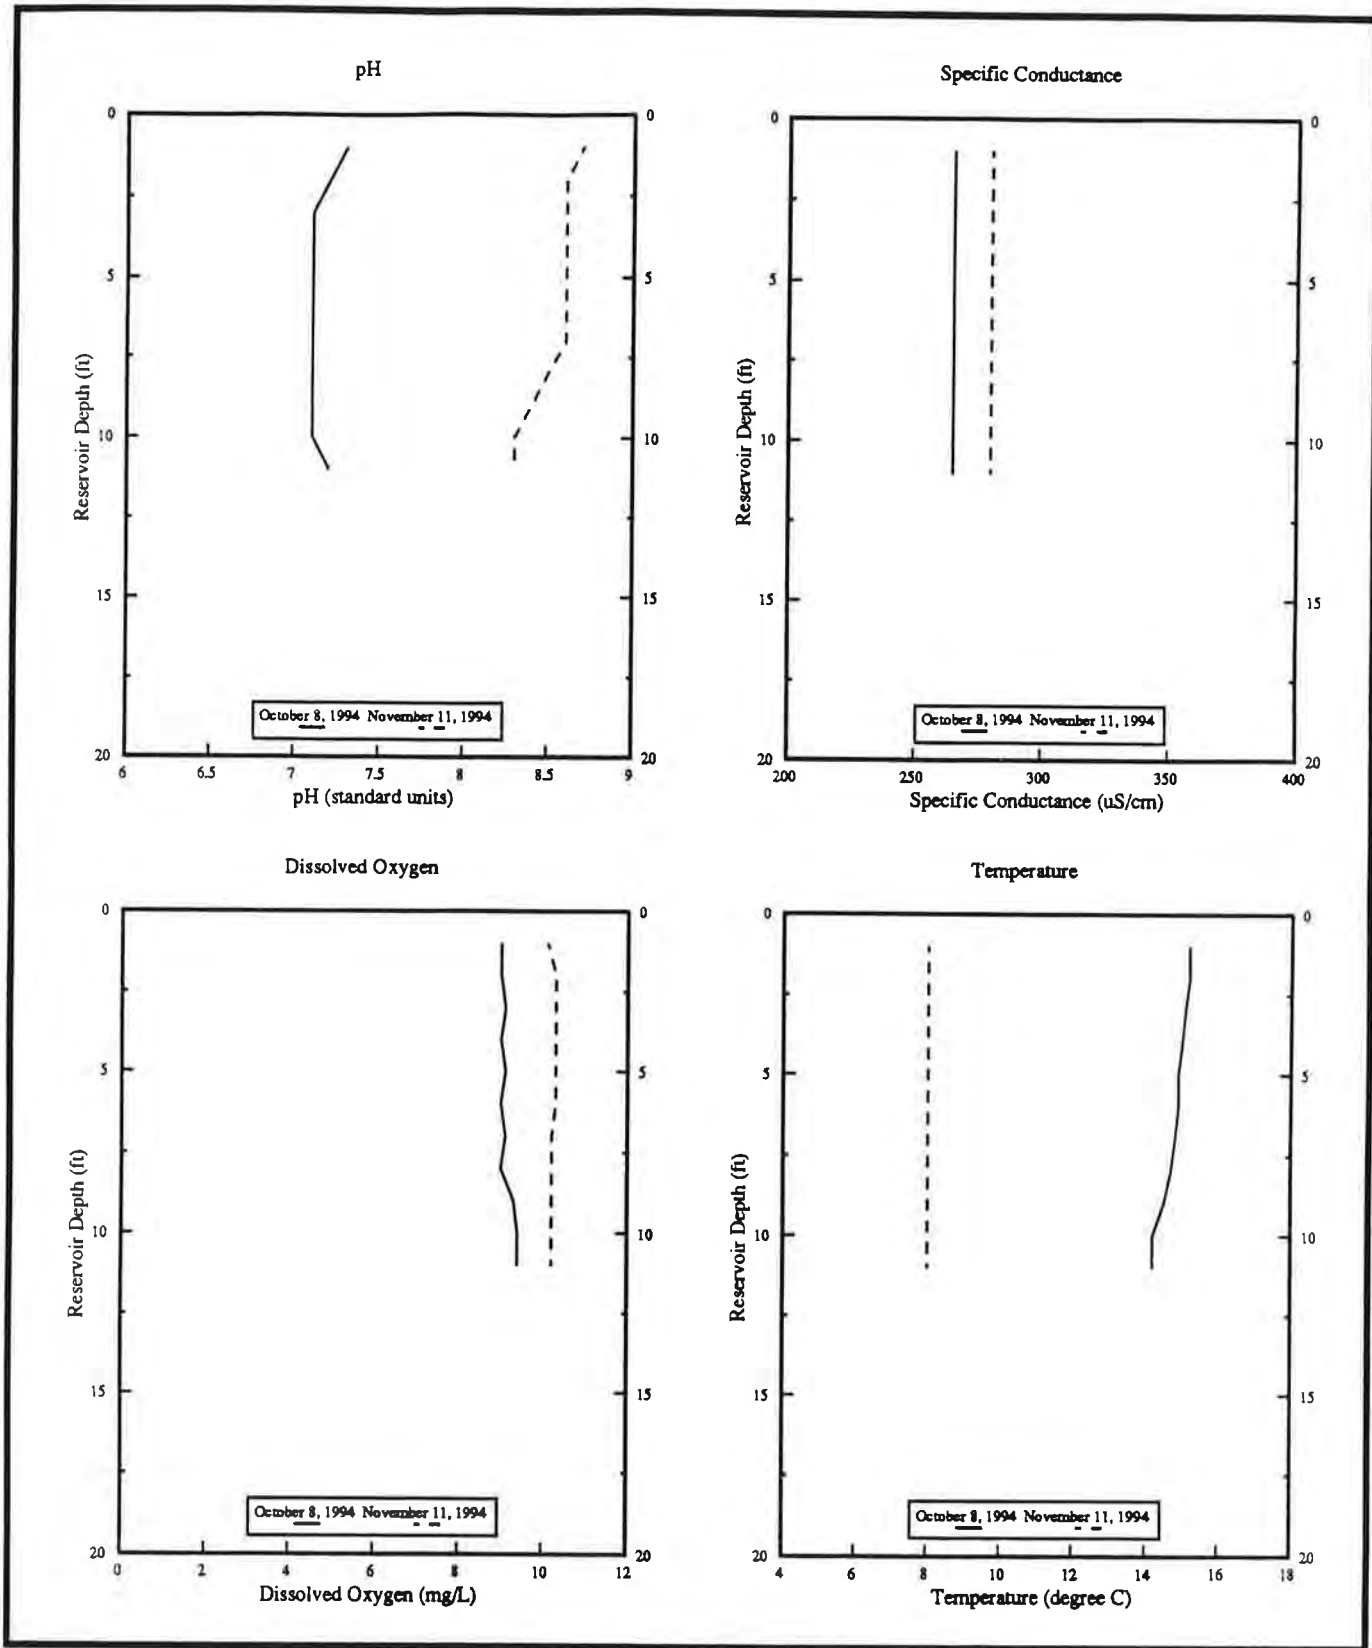 pH
0
5
10
15
20
0
5
10
15
20
Reservoir Depth (ft)
October 8, 1994 November 11, 1994
6 6.5 7 7.5 8 8.5 9
pH (standard units)
Specific Conductance
0
5
10
15
20
0
5
10
15
20
Reservoir Depth (ft)
October 8, 1994 November 11, 1994
200 250 300 350 400
Specific Conductance (uS/cm)
Dissolved Oxygen
0
5
10
15
20
0
5
10
15
20
Reservoir Depth (ft)
October 8, 1994 November 11, 1994
0 2 4 6 8 10 12
Dissolved Oxygen (mg/L)
Temperature
0
5
10
15
20
0
5
10
15
20
Reservoir Depth (ft)
October 8, 1994 November 11, 1994
4 6 8 10 12 14 16 18
Temperature (degree C)